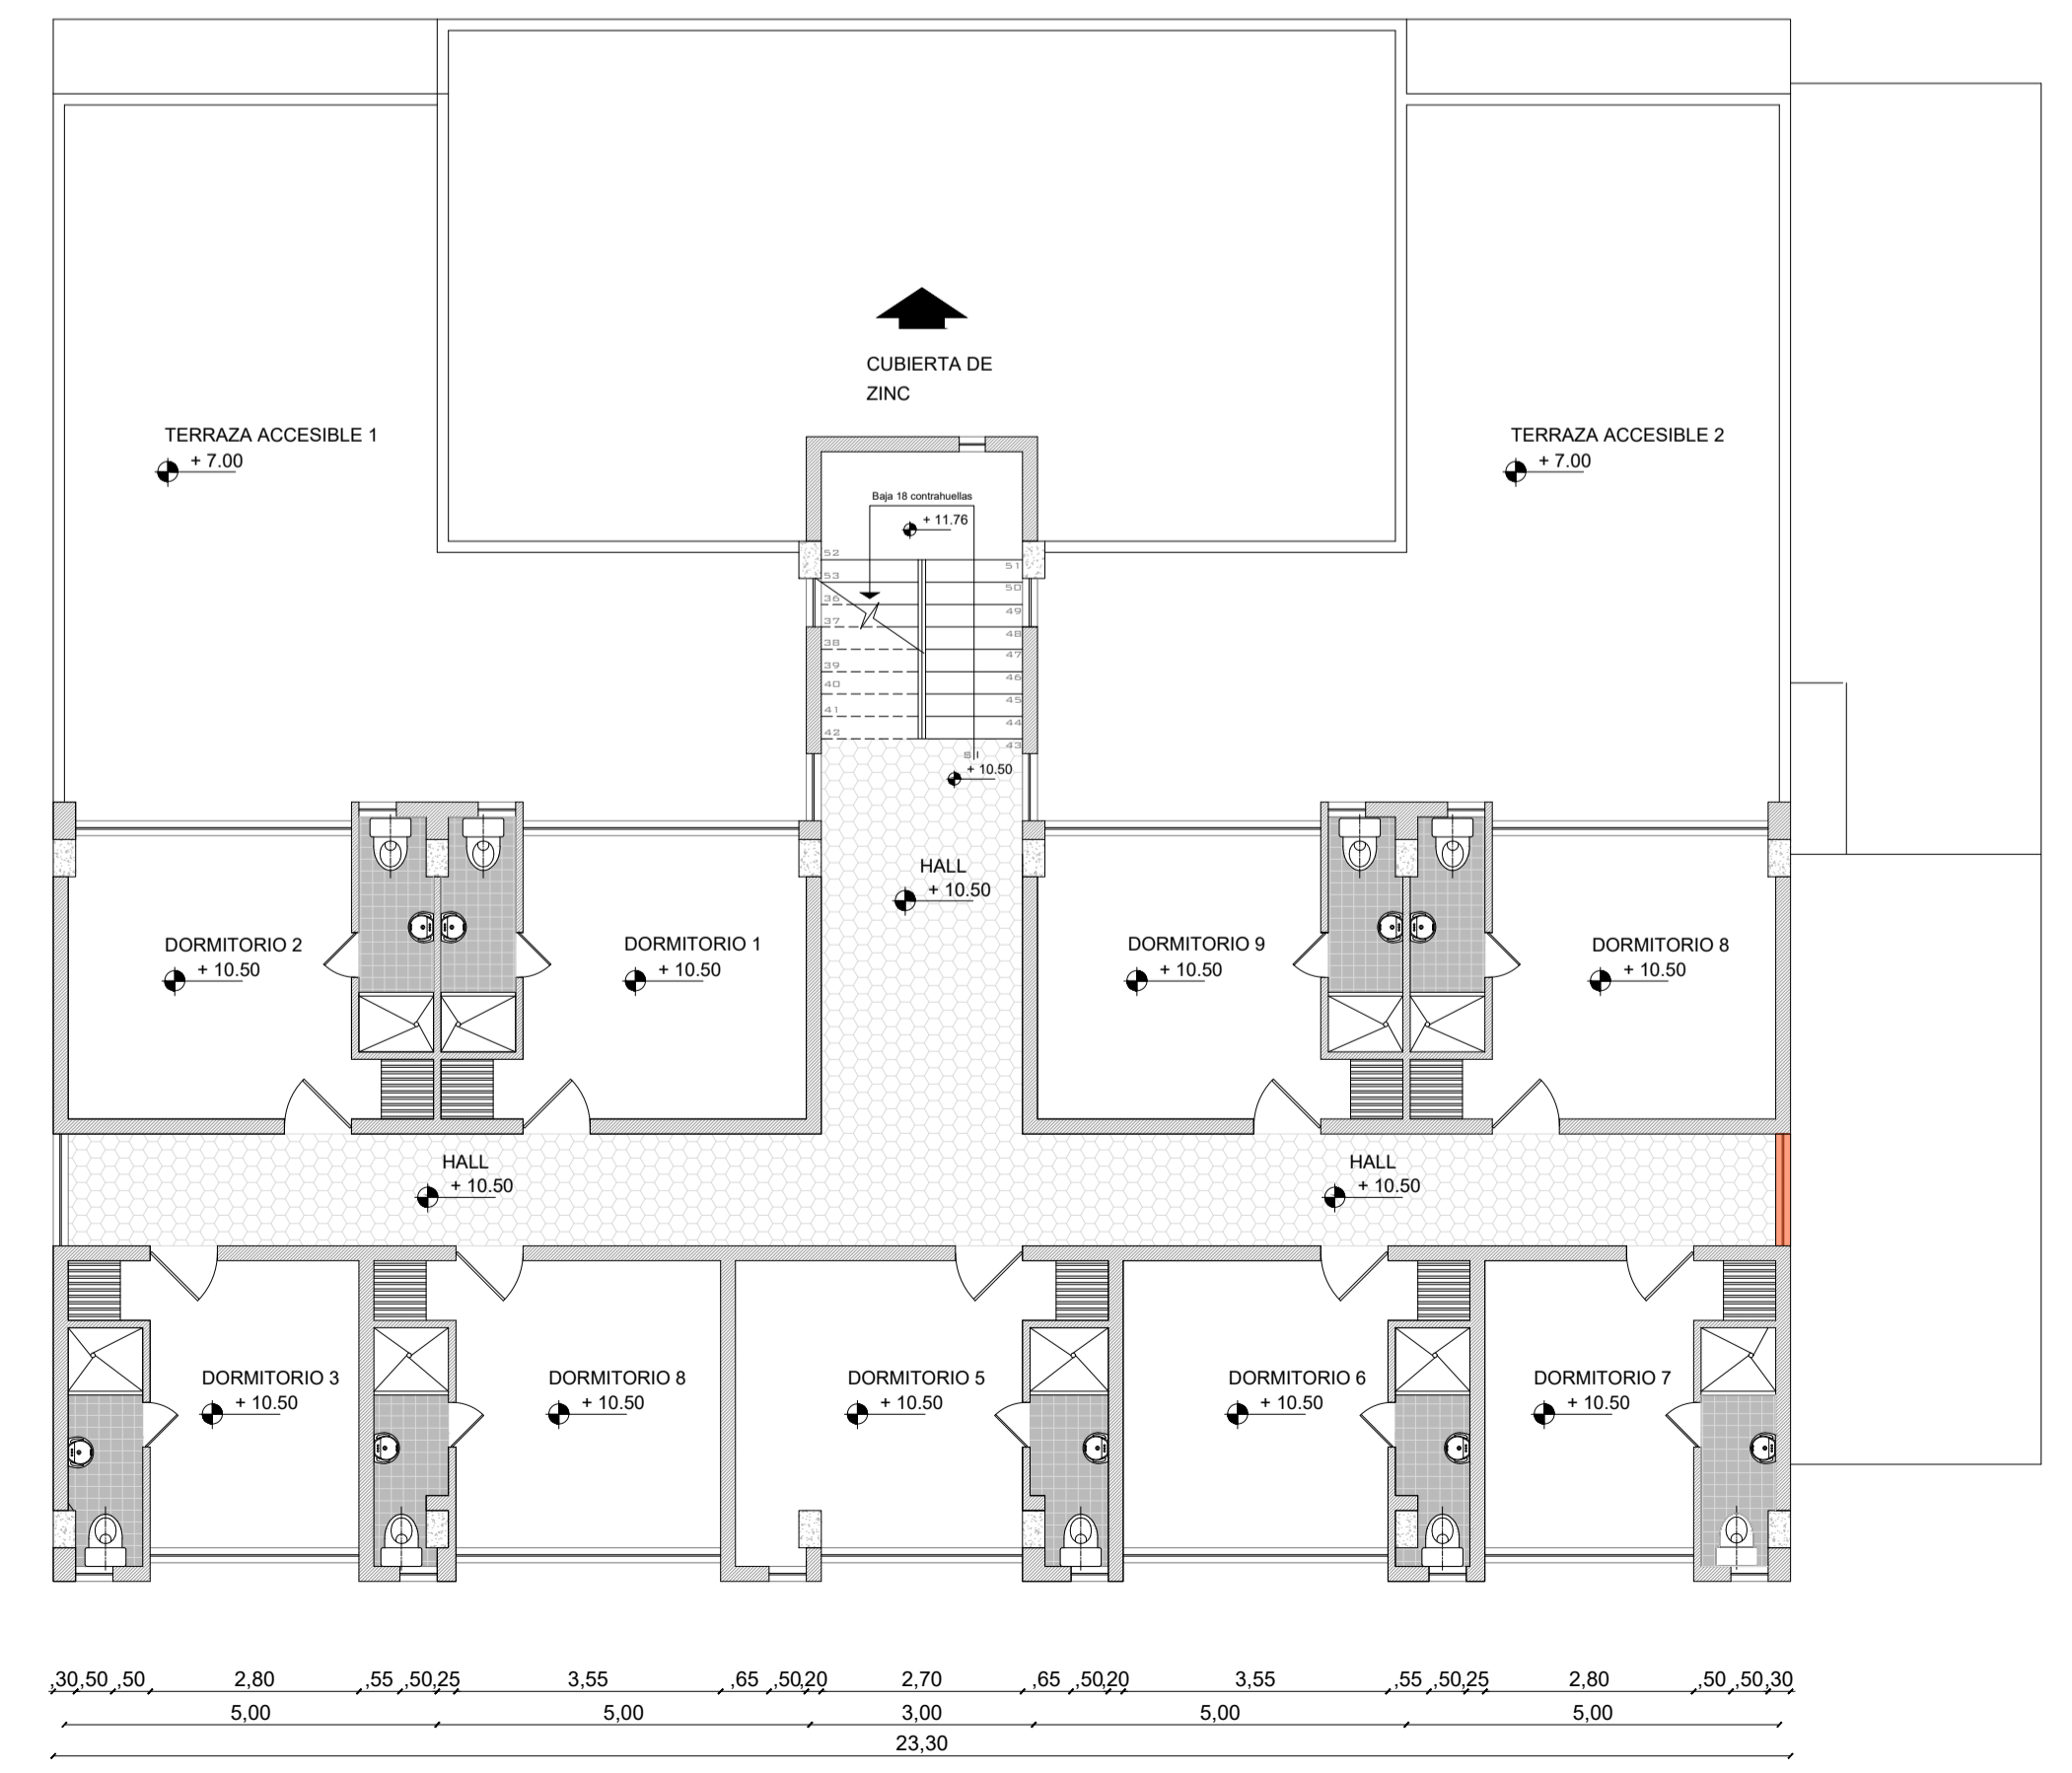 CUBIERTA DE
ZINC
TERRAZA ACCESIBLE 1
+ 7.00
TERRAZA ACCESIBLE 2
+ 7.00
Baja 18 contrahuellas
+ 11.76
52
51
53
50
36
49
37
48
38
47
39
46
40
45
41
44
42
43
+ 10.50
HALL
+ 10.50
DORMITORIO 2
+ 10.50
DORMITORIO 1
+ 10.50
DORMITORIO 9
+ 10.50
DORMITORIO 8
+ 10.50
HALL
+ 10.50
HALL
+ 10.50
DORMITORIO 3
+ 10.50
DORMITORIO 8
+ 10.50
DORMITORIO 5
+ 10.50
DORMITORIO 6
+ 10.50
DORMITORIO 7
+ 10.50
,30 ,50 ,50 2,80 ,55 ,50 ,25 3,55 ,65 ,50 ,20 2,70 ,65 ,50 ,20 3,55 ,55 ,50 ,25 2,80 ,50 ,50 ,30
5,00 5,00 3,00 5,00 5,00
23,30